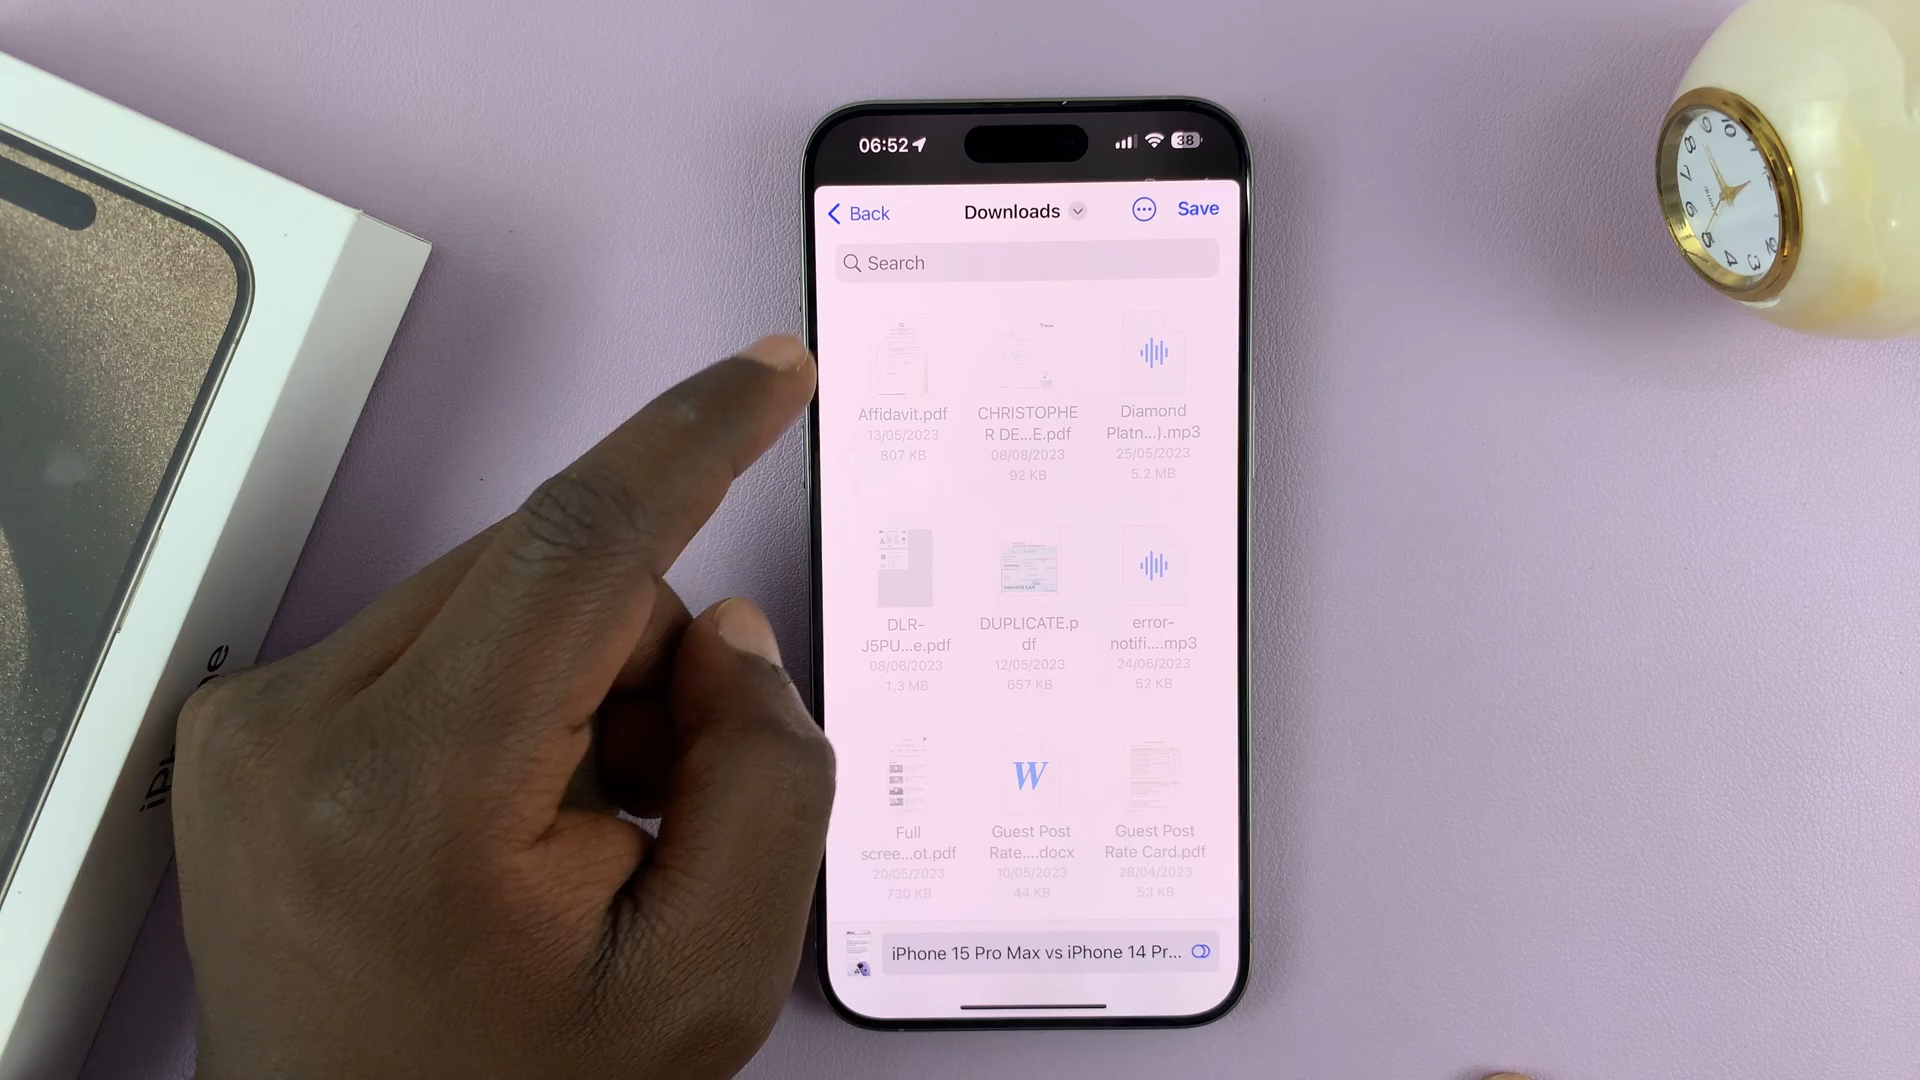 06:52
38
Back
Downloads
Save
Search
Affidavit.pdf
13/05/2023
807 KB
CHRISTOPHE
R DE...E.pdf
08/08/2023
92 KB
Diamond
Platn...).mp3
25/05/2023
5.2 MB
DLR-
J5PU...e.pdf
08/06/2023
1.3 MB
DUPLICATE.p
df
12/05/2023
657 KB
error-
notifi....mp3
24/06/2023
52 KB
Full
scree...ot.pdf
20/05/2023
730 KB
W
Guest Post
Rate....docx
10/05/2023
44 KB
Guest Post
Rate Card.pdf
28/04/2023
53 KB
iPhone 15 Pro Max vs iPhone 14 Pr...